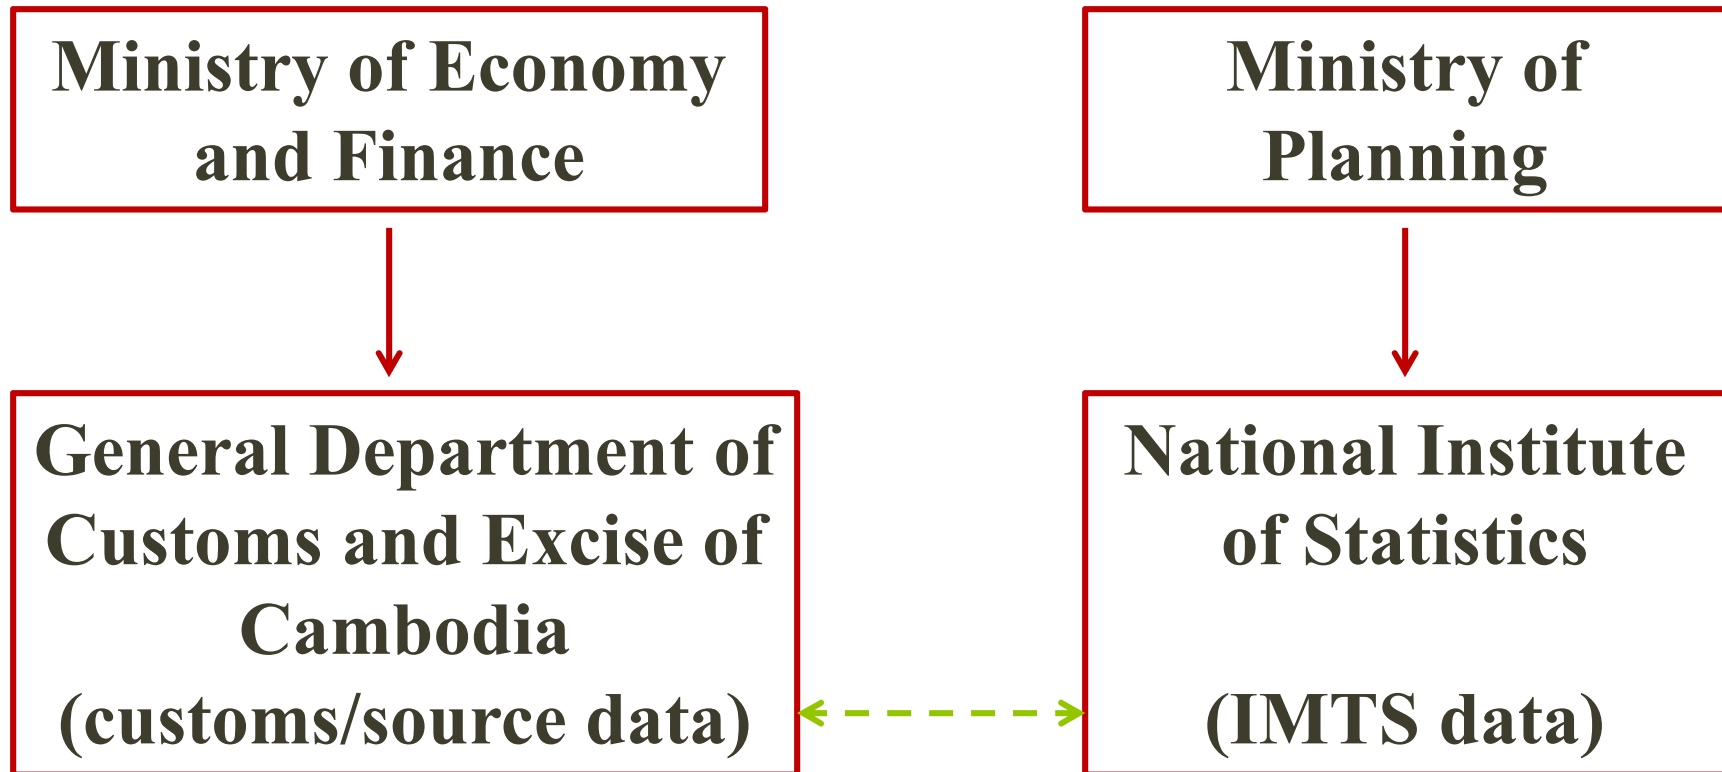 Ministry of Economy
and Finance
Ministry of
Planning
General Department of
Customs and Excise of
Cambodia
(customs/source data)
National Institute
of Statistics
(IMTS data)